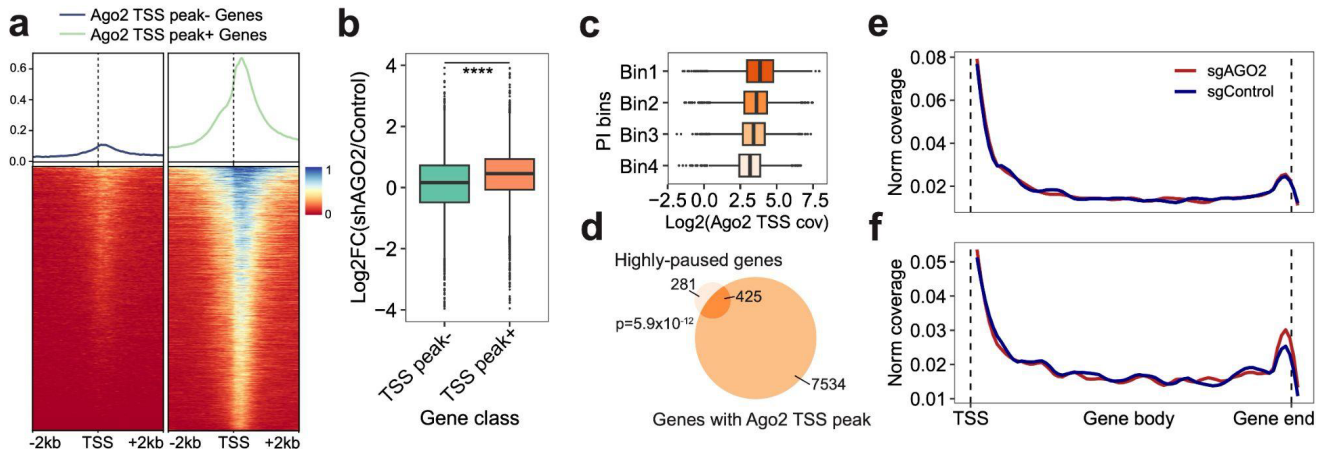 a
Ago2 TSS peak- Genes
Ago2 TSS peak+ Genes
0.6
0.4
0.2
0.0
1
0
-2kb TSS +2kb -2kb TSS +2kb
b
Log2FC(shAGO2/Control)
4
2
0
−2
−4
****
TSS peak-
TSS peak+
Gene class
c
PI bins
Bin1
Bin2
Bin3
Bin4
−2.5 0.0 2.5 5.0 7.5
Log2(Ago2 TSS cov)
d
Highly-paused genes
281
425
p=5.9x10-12
7534
Genes with Ago2 TSS peak
e
Norm coverage
0.08
0.06
0.04
0.02
sgAGO2
sgControl
f
Norm coverage
0.05
0.04
0.03
0.02
0.01
TSS Gene body Gene end